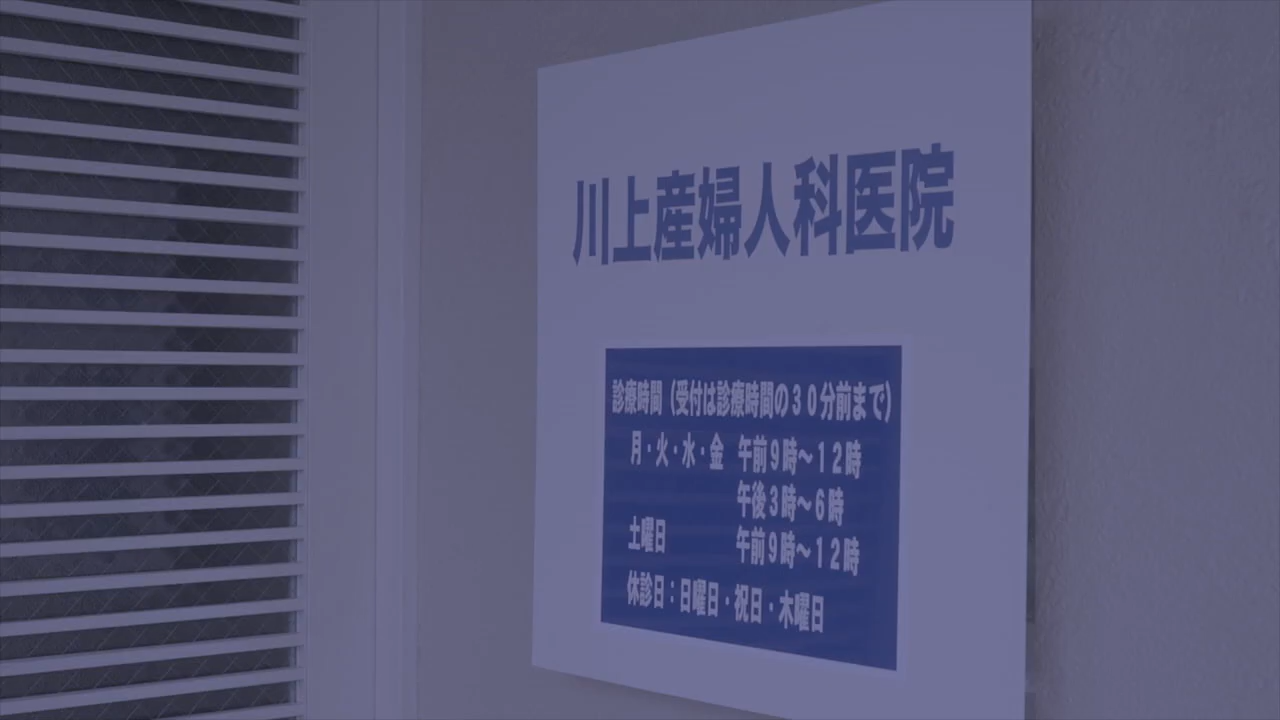 川上産婦人科医院
診療時間（受付は診療時間の３０分前まで）
月・火・水・金 午前９時〜１２時
午後３時〜６時
土曜日 午前９時〜１２時
休診日：日曜日・祝日・木曜日